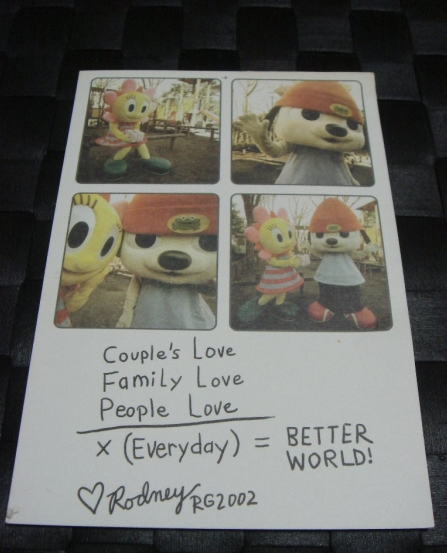 Couple's Love
Family Love
People Love
× (Everyday) = BETTER WORLD!
♡ Rodney RG2002